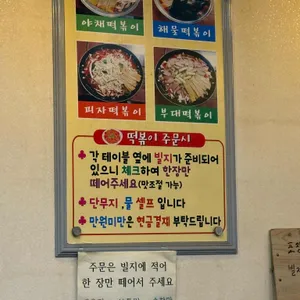 야채떡볶이
해물떡볶이
피자떡볶이
부대떡볶이
떡볶이 주문시
각 테이블 옆에 빌지가 준비되어
있으니 체크하여 한장만
떼어주세요(맛조절 가능)
단무지, 물 셀프 입니다
만원미만은 현금결제 부탁드립니다
주문은 빌지에 적어
한 장만 떼어서 주세요